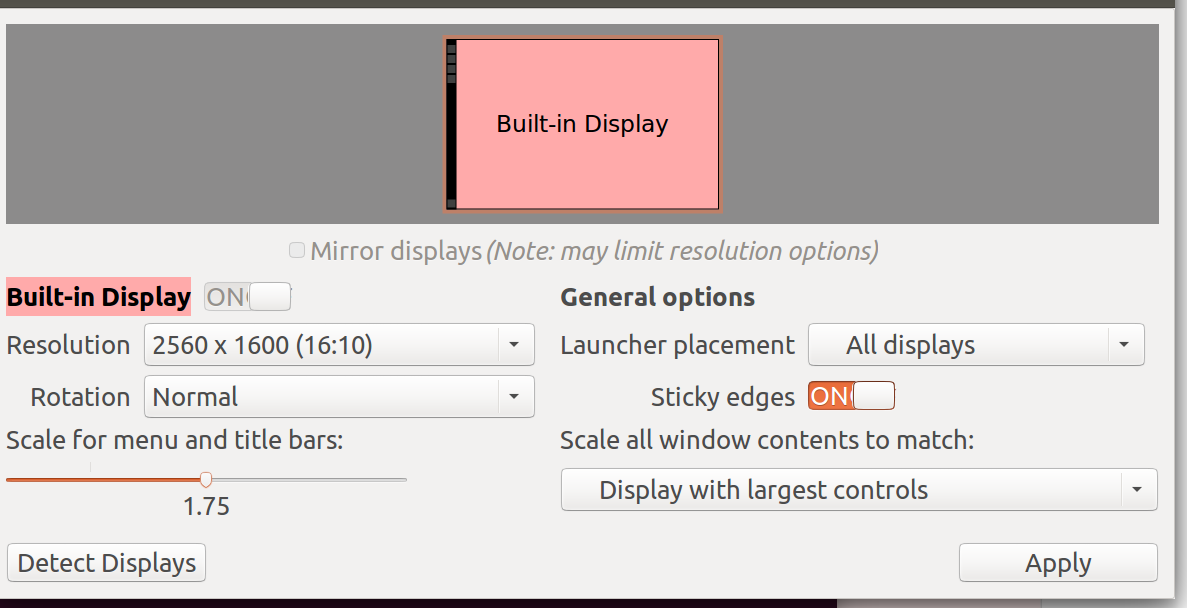 Built-in Display
Mirror displays (Note: may limit resolution options)
Built-in Display ON
General options
Resolution 2560 x 1600 (16:10)
Launcher placement All displays
Rotation Normal
Sticky edges ON
Scale for menu and title bars:
Scale all window contents to match:
1.75
Display with largest controls
Detect Displays
Apply